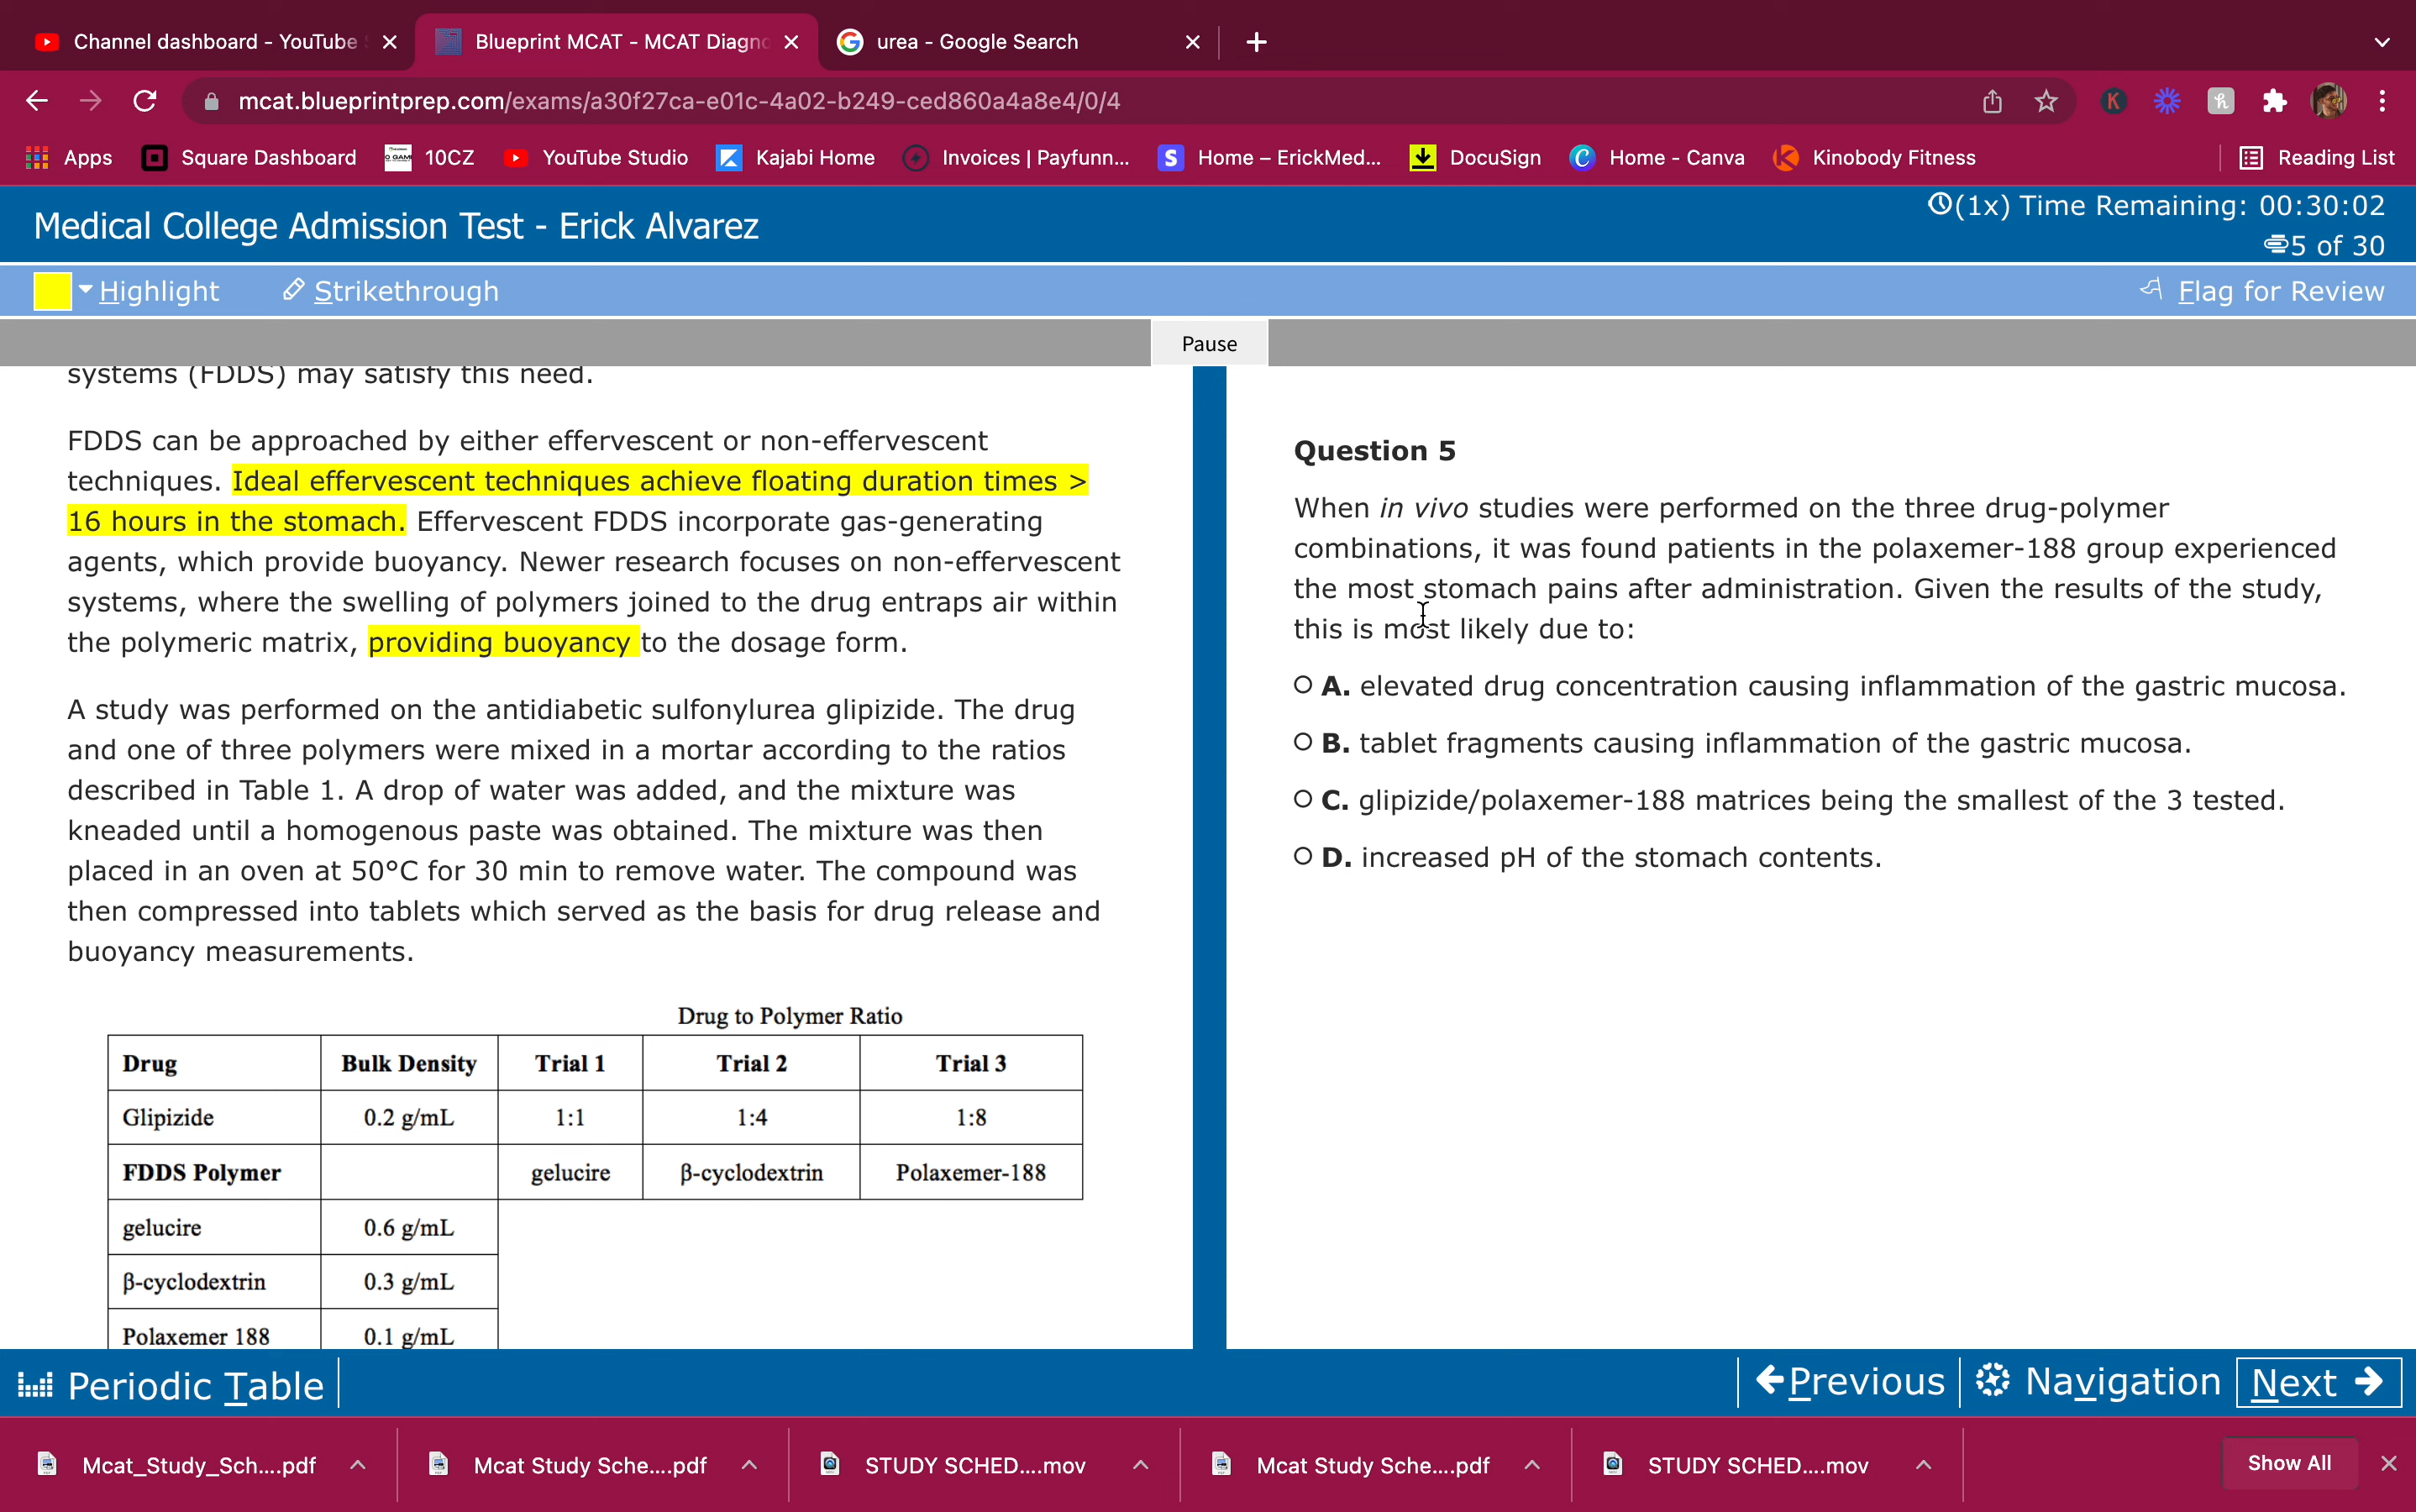 Channel dashboard - YouTube
Blueprint MCAT - MCAT Diagno
urea - Google Search
mcat.blueprintprep.com/exams/a30f27ca-e01c-4a02-b249-ced860a4a8e4/0/4
Apps
Square Dashboard
10CZ
YouTube Studio
Kajabi Home
Invoices | Payfunn...
Home – ErickMed...
DocuSign
Home - Canva
Kinobody Fitness
Reading List
Medical College Admission Test - Erick Alvarez
(1x) Time Remaining: 00:30:02
5 of 30
Highlight
Strikethrough
Flag for Review
Pause
systems (FDDS) may satisfy this need.
FDDS can be approached by either effervescent or non-effervescent
techniques. Ideal effervescent techniques achieve floating duration times >
16 hours in the stomach. Effervescent FDDS incorporate gas-generating
agents, which provide buoyancy. Newer research focuses on non-effervescent
systems, where the swelling of polymers joined to the drug entraps air within
the polymeric matrix, providing buoyancy to the dosage form.
A study was performed on the antidiabetic sulfonylurea glipizide. The drug
and one of three polymers were mixed in a mortar according to the ratios
described in Table 1. A drop of water was added, and the mixture was
kneaded until a homogenous paste was obtained. The mixture was then
placed in an oven at 50°C for 30 min to remove water. The compound was
then compressed into tablets which served as the basis for drug release and
buoyancy measurements.
Drug to Polymer Ratio
Drug Bulk Density Trial 1 Trial 2 Trial 3
Glipizide 0.2 g/mL 1:1 1:4 1:8
FDDS Polymer gelucire β-cyclodextrin Polaxemer-188
gelucire 0.6 g/mL
β-cyclodextrin 0.3 g/mL
Polaxemer 188 0.1 g/mL
Question 5
When in vivo studies were performed on the three drug-polymer
combinations, it was found patients in the polaxemer-188 group experienced
the most stomach pains after administration. Given the results of the study,
this is most likely due to:
A. elevated drug concentration causing inflammation of the gastric mucosa.
B. tablet fragments causing inflammation of the gastric mucosa.
C. glipizide/polaxemer-188 matrices being the smallest of the 3 tested.
D. increased pH of the stomach contents.
Periodic Table
Previous
Navigation
Next
Mcat_Study_Sch....pdf
Mcat Study Sche....pdf
STUDY SCHED....mov
Mcat Study Sche....pdf
STUDY SCHED....mov
Show All